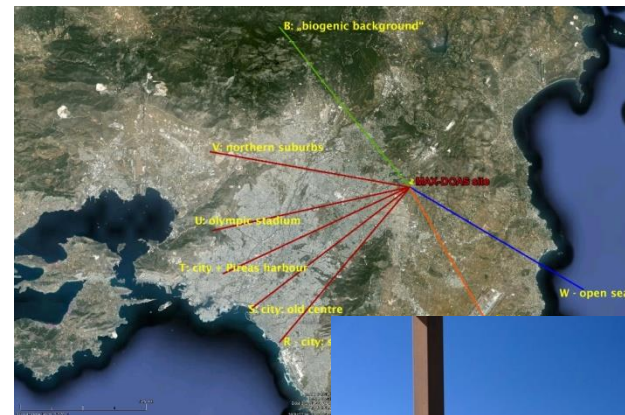 B: „biogenic background“
V: northern suburbs
MAX-DOAS site
U: olympic stadium
T: city + Pireas harbour
S: city: old centre
W - open sea
R - city: s